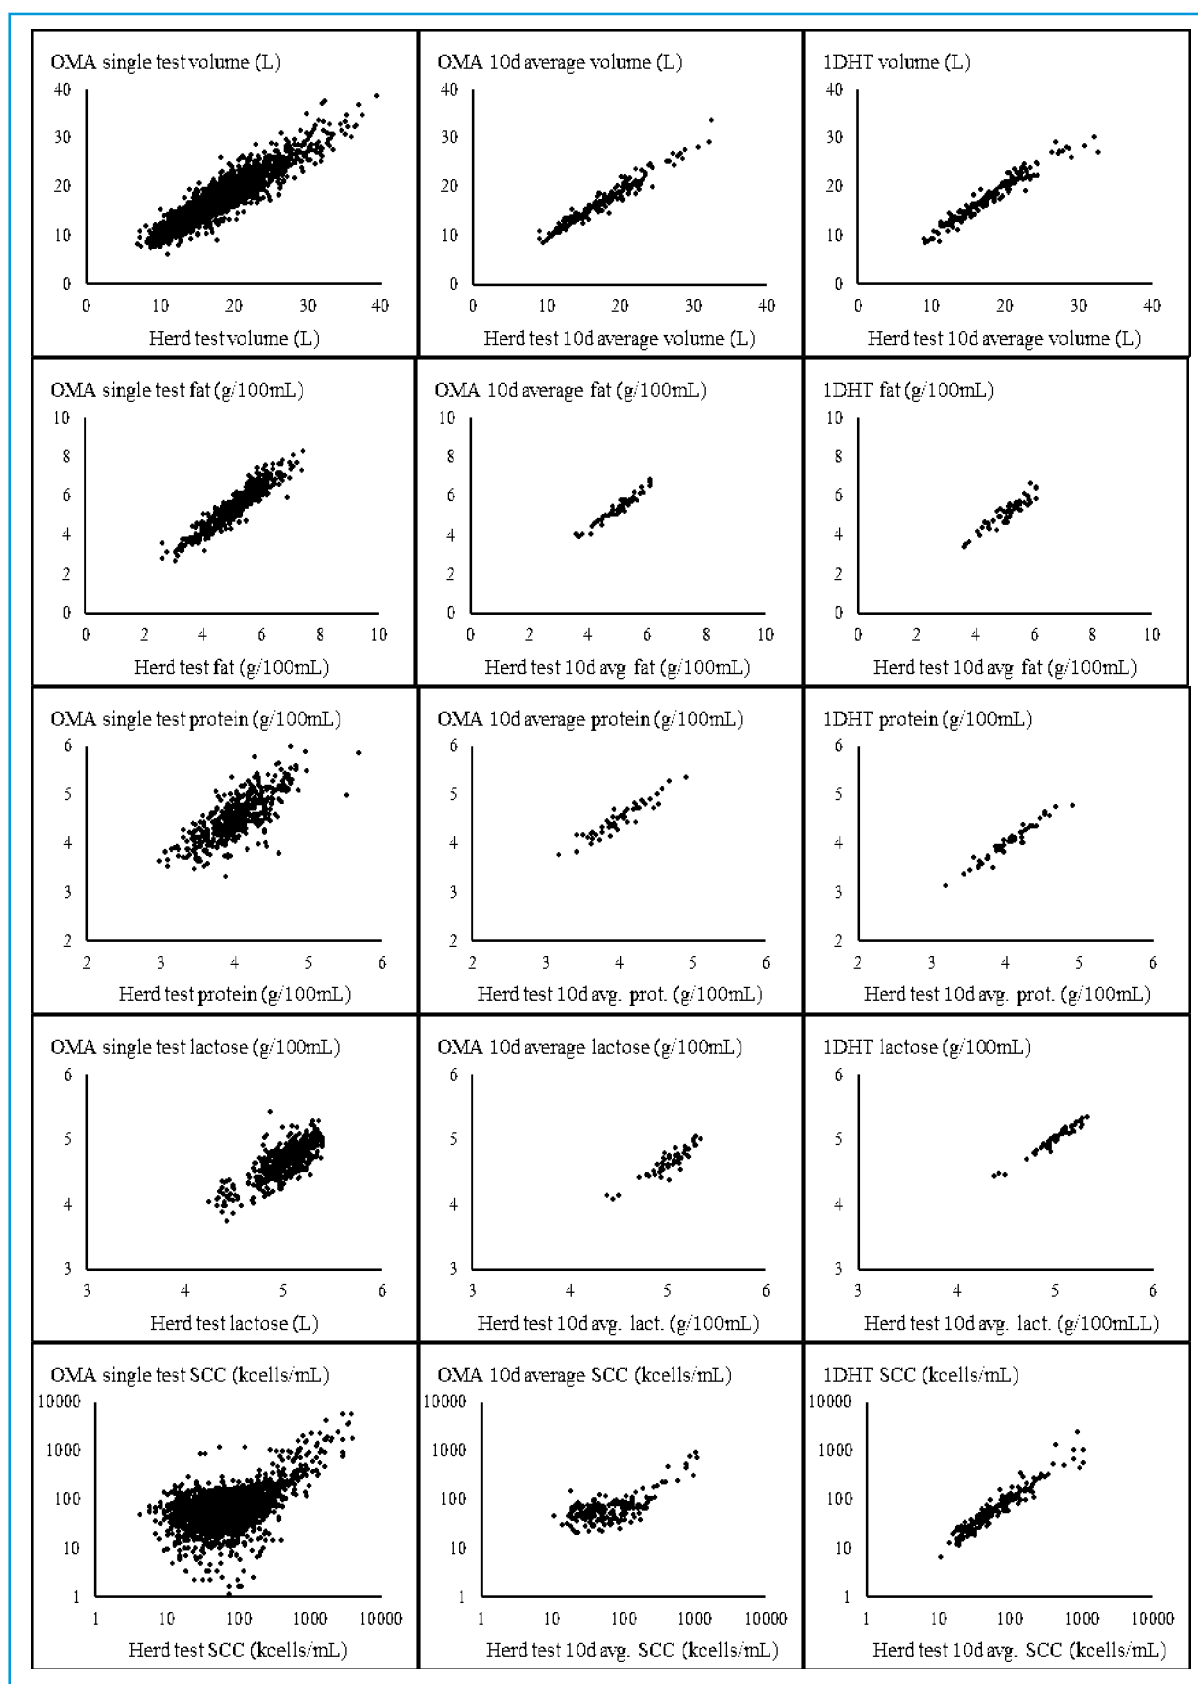 OMA single test volume (L)
40
30
20
10
0
0 10 20 30 40
Herd test volume (L)
OMA 10d average volume (L)
40
30
20
10
0
0 10 20 30 40
Herd test 10d average volume (L)
1DHT volume (L)
40
30
20
10
0
0 10 20 30 40
Herd test 10d average volume (L)
OMA single test fat (g/100mL)
10
8
6
4
2
0
0 2 4 6 8 10
Herd test fat (g/100mL)
OMA 10d average fat (g/100mL)
10
8
6
4
2
0
0 2 4 6 8 10
Herd test 10d avg fat (g/100mL)
1DHT fat (g/100mL)
10
8
6
4
2
0
0 2 4 6 8 10
Herd test 10d avg fat (g/100mL)
OMA single test protein (g/100mL)
6
5
4
3
2
2 3 4 5 6
Herd test protein (g/100mL)
OMA 10d average protein (g/100mL)
6
5
4
3
2
2 3 4 5 6
Herd test 10d avg. prot. (g/100mL)
1DHT protein (g/100mL)
6
5
4
3
2
2 3 4 5 6
Herd test 10d avg. prot. (g/100mL)
OMA single test lactose (g/100mL)
6
5
4
3
3 4 5 6
Herd test lactose (L)
OMA 10d average lactose (g/100mL)
6
5
4
3
3 4 5 6
Herd test 10d avg. lact. (g/100mL)
1DHT lactose (g/100mL)
6
5
4
3
3 4 5 6
Herd test 10d avg. lact. (g/100mLL)
OMA single test SCC (kcells/mL)
10000
1000
100
10
1
1 10 100 1000 10000
Herd test SCC (kcells/mL)
OMA 10d average SCC (kcells/mL)
10000
1000
100
10
1
1 10 100 1000 10000
Herd test 10d avg. SCC (kcells/mL)
1DHT SCC (kcells/mL)
10000
1000
100
10
1
1 10 100 1000 10000
Herd test 10d avg. SCC (kcells/mL)